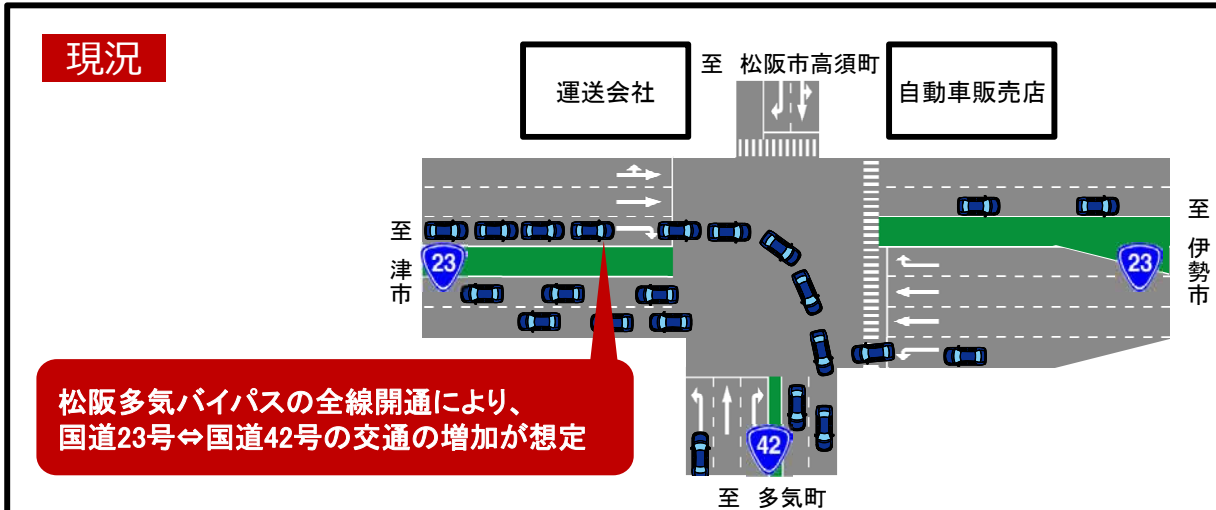 現況
運送会社
至 松阪市高須町
自動車販売店
至 津市
23
至 伊勢市
23
松阪多気バイパスの全線開通により、
国道23号⇔国道42号の交通の増加が想定
42
至 多気町